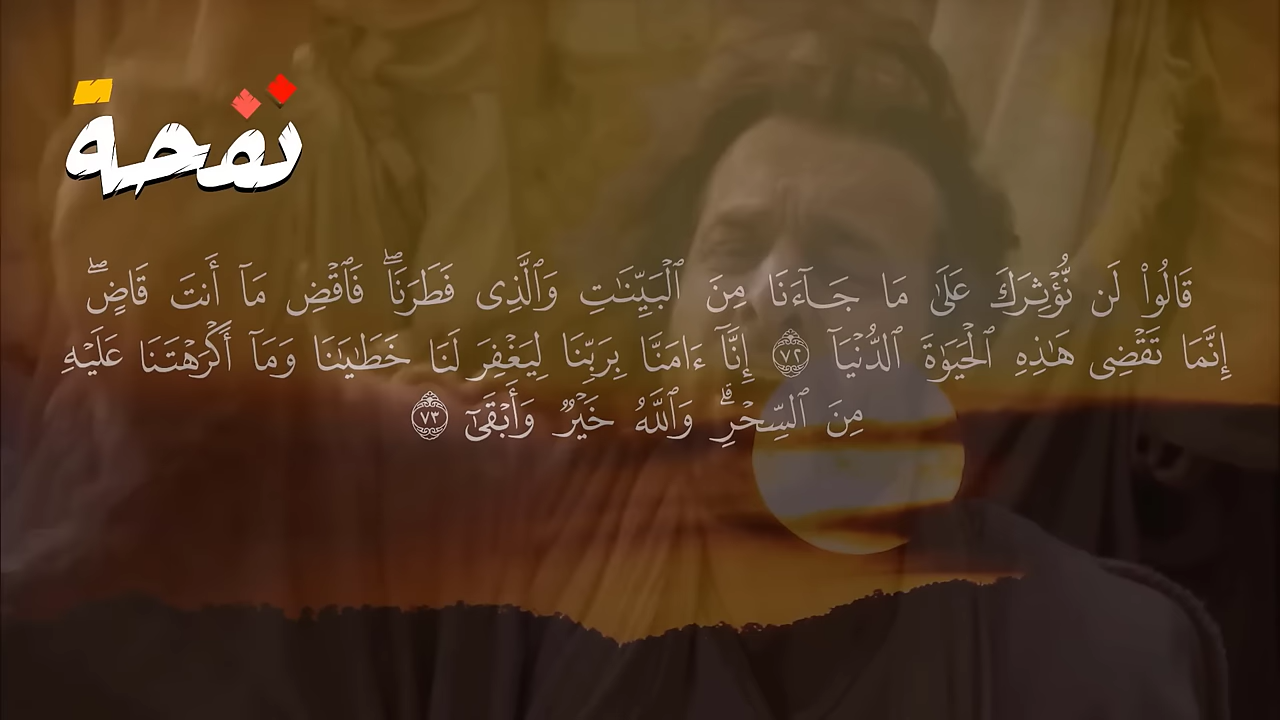 نفحة
قَالُوا۟ لَن نُّؤْثِرَكَ عَلَىٰ مَا جَآءَنَا مِنَ ٱلْبَيِّنَـٰتِ وَٱلَّذِى فَطَرَنَا ۖ فَٱقْضِ مَآ أَنتَ قَاضٍ ۖ
إِنَّمَا تَقْضِى هَـٰذِهِ ٱلْحَيَوٰةَ ٱلدُّنْيَآ ٧٢ إِنَّآ ءَامَنَّا بِرَبِّنَا لِيَغْفِرَ لَنَا خَطَـٰيَـٰنَا وَمَآ أَكْرَهْتَنَا عَلَيْهِ
مِنَ ٱلسِّحْرِ ۗ وَٱللَّهُ خَيْرٌ وَأَبْقَىٰٓ ٧٣